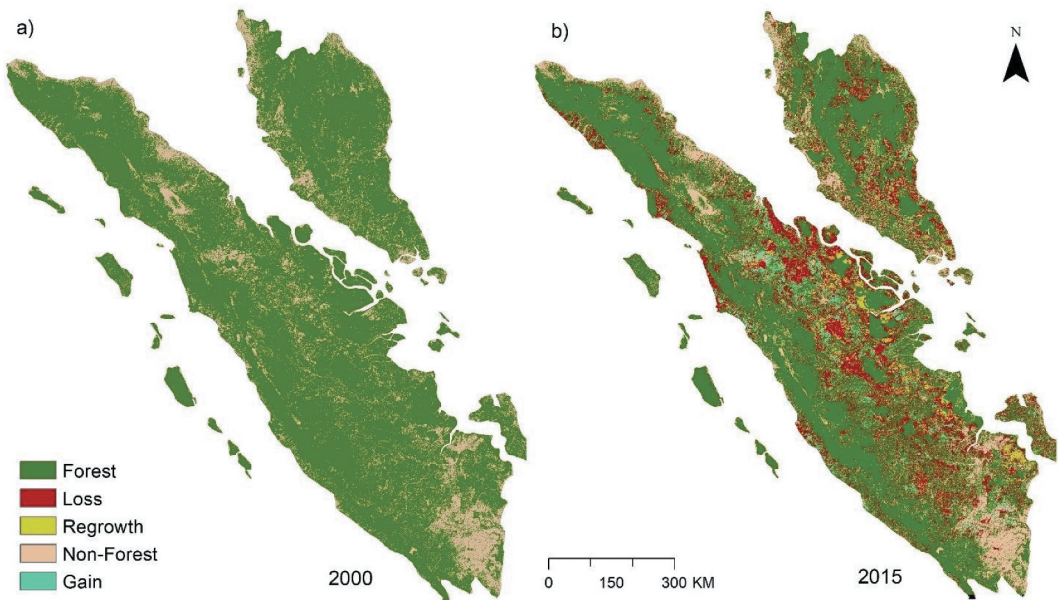 a)
b)
N
Forest
Loss
Regrowth
Non-Forest
Gain
2000
0 150 300 KM
2015